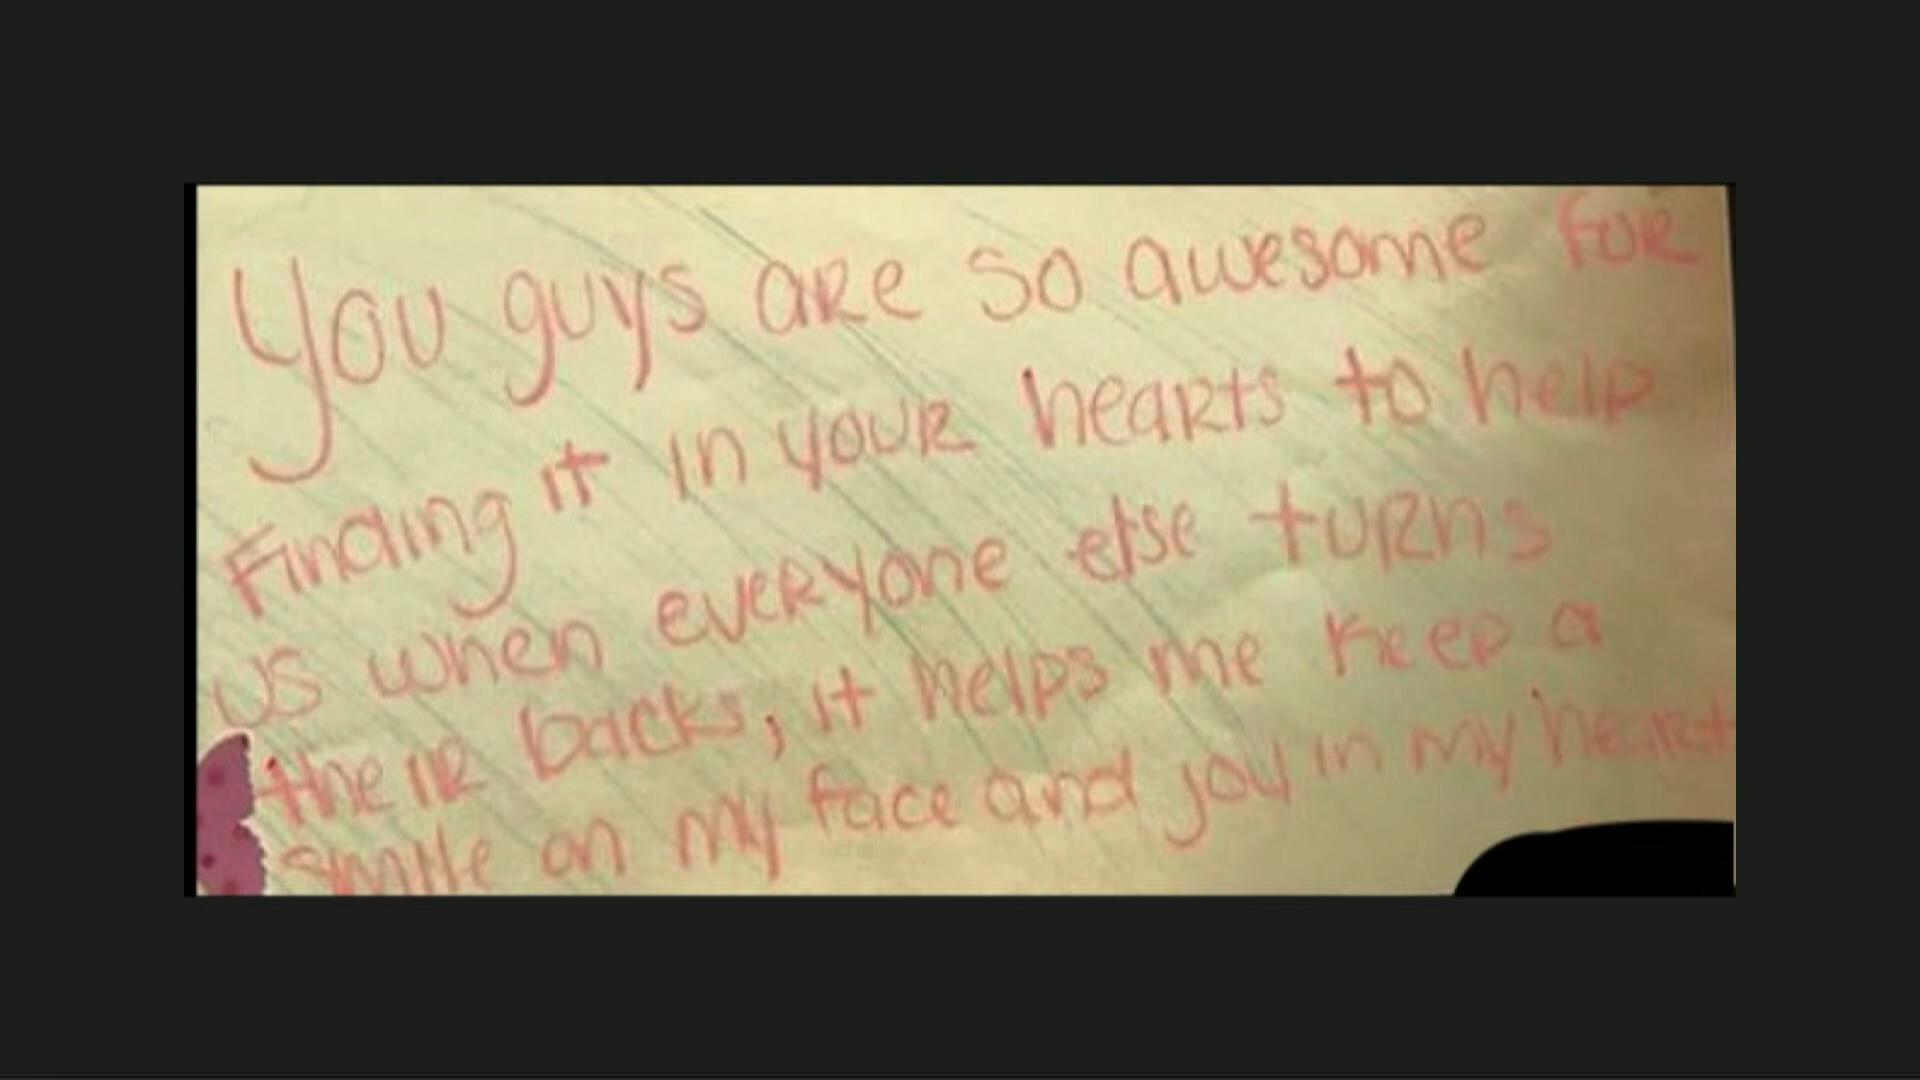 You guys are so awesome for
Finding it in your hearts to help
us when everyone else turns
their backs, it helps me keep a
smile on my face and joy in my heart